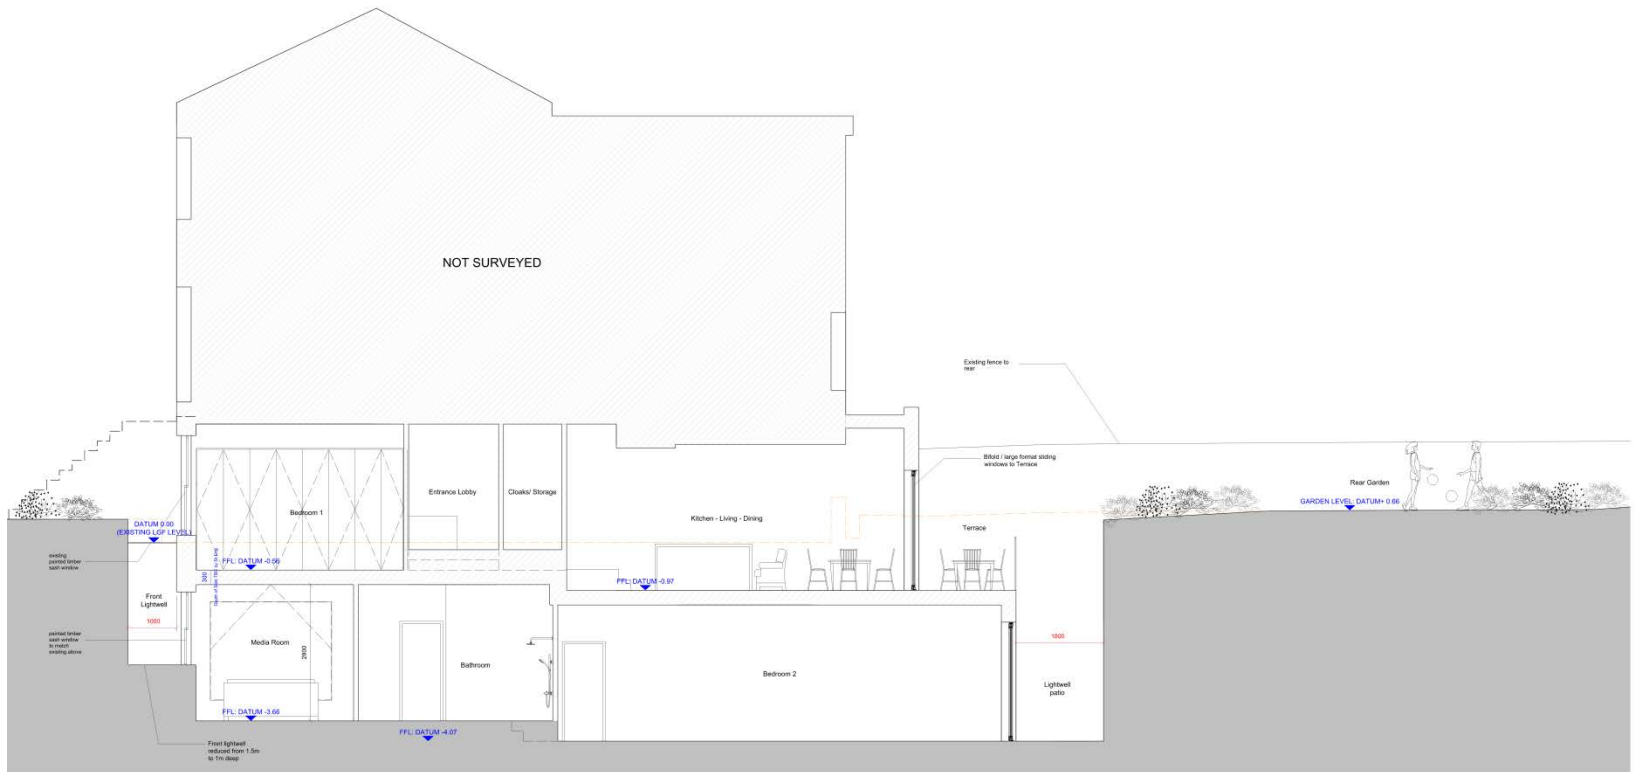 NOT SURVEYED
Existing fence to
rear
Bifold / large format sliding
windows to Terrace
Rear Garden
GARDEN LEVEL: DATUM+ 0.66
Entrance Lobby
Cloaks/ Storage
Bedroom 1
Kitchen - Living - Dining
Terrace
DATUM 0.00
(EXISTING LGF LEVEL)
existing
painted timber
sash window
FFL: DATUM -0.56
300
FFL: DATUM -0.97
Front
Lightwell
1000
painted timber
sash window
to match
existing above
Media Room
2800
Bathroom
Bedroom 2
1800
Lightwell
patio
FFL: DATUM -3.66
FFL: DATUM -4.07
Front lightwell
reduced from 1.5m
to 1m deep